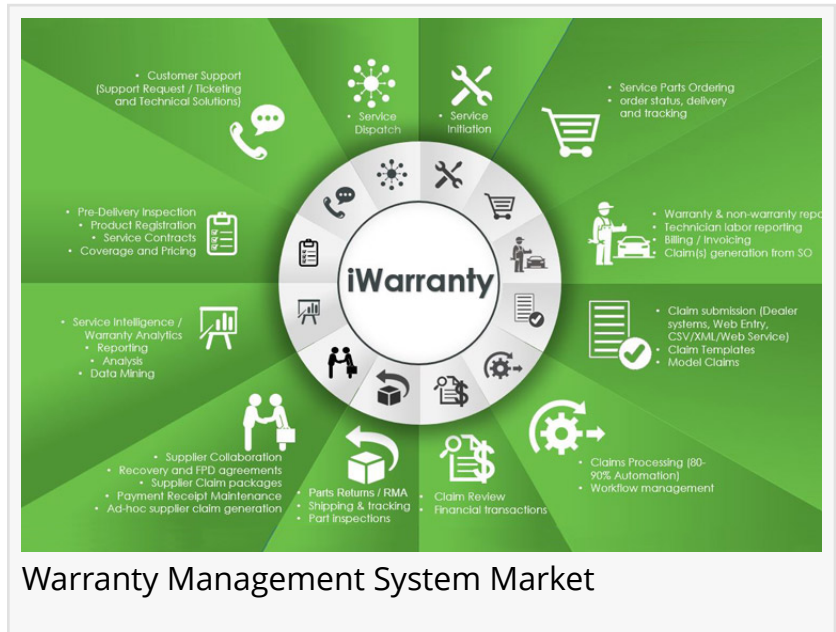 • Customer Support
(Support Request / Ticketing
and Technical Solutions)
• Service
Dispatch
• Service
Initiation
• Service Parts Ordering
• order status, delivery
and tracking
• Pre-Delivery Inspection
• Product Registration
• Service Contracts
• Coverage and Pricing
iWarranty
• Warranty & non-warranty repo
• Technician labor reporting
• Billing / Invoicing
• Claim(s) generation from SO
• Service Intelligence /
Warranty Analytics
• Reporting
• Analysis
• Data Mining
• Claim submission (Dealer
systems, Web Entry,
CSV/XML/Web Service)
• Claim Templates
• Model Claims
• Supplier Collaboration
• Recovery and FPD agreements
• Supplier Claim packages
• Payment Receipt Maintenance
• Ad-hoc supplier claim generation
• Parts Returns / RMA
• Shipping & tracking
• Part inspections
• Claim Review
• Financial transactions
• Claims Processing (80-
90% Automation)
• Workflow management
Warranty Management System Market